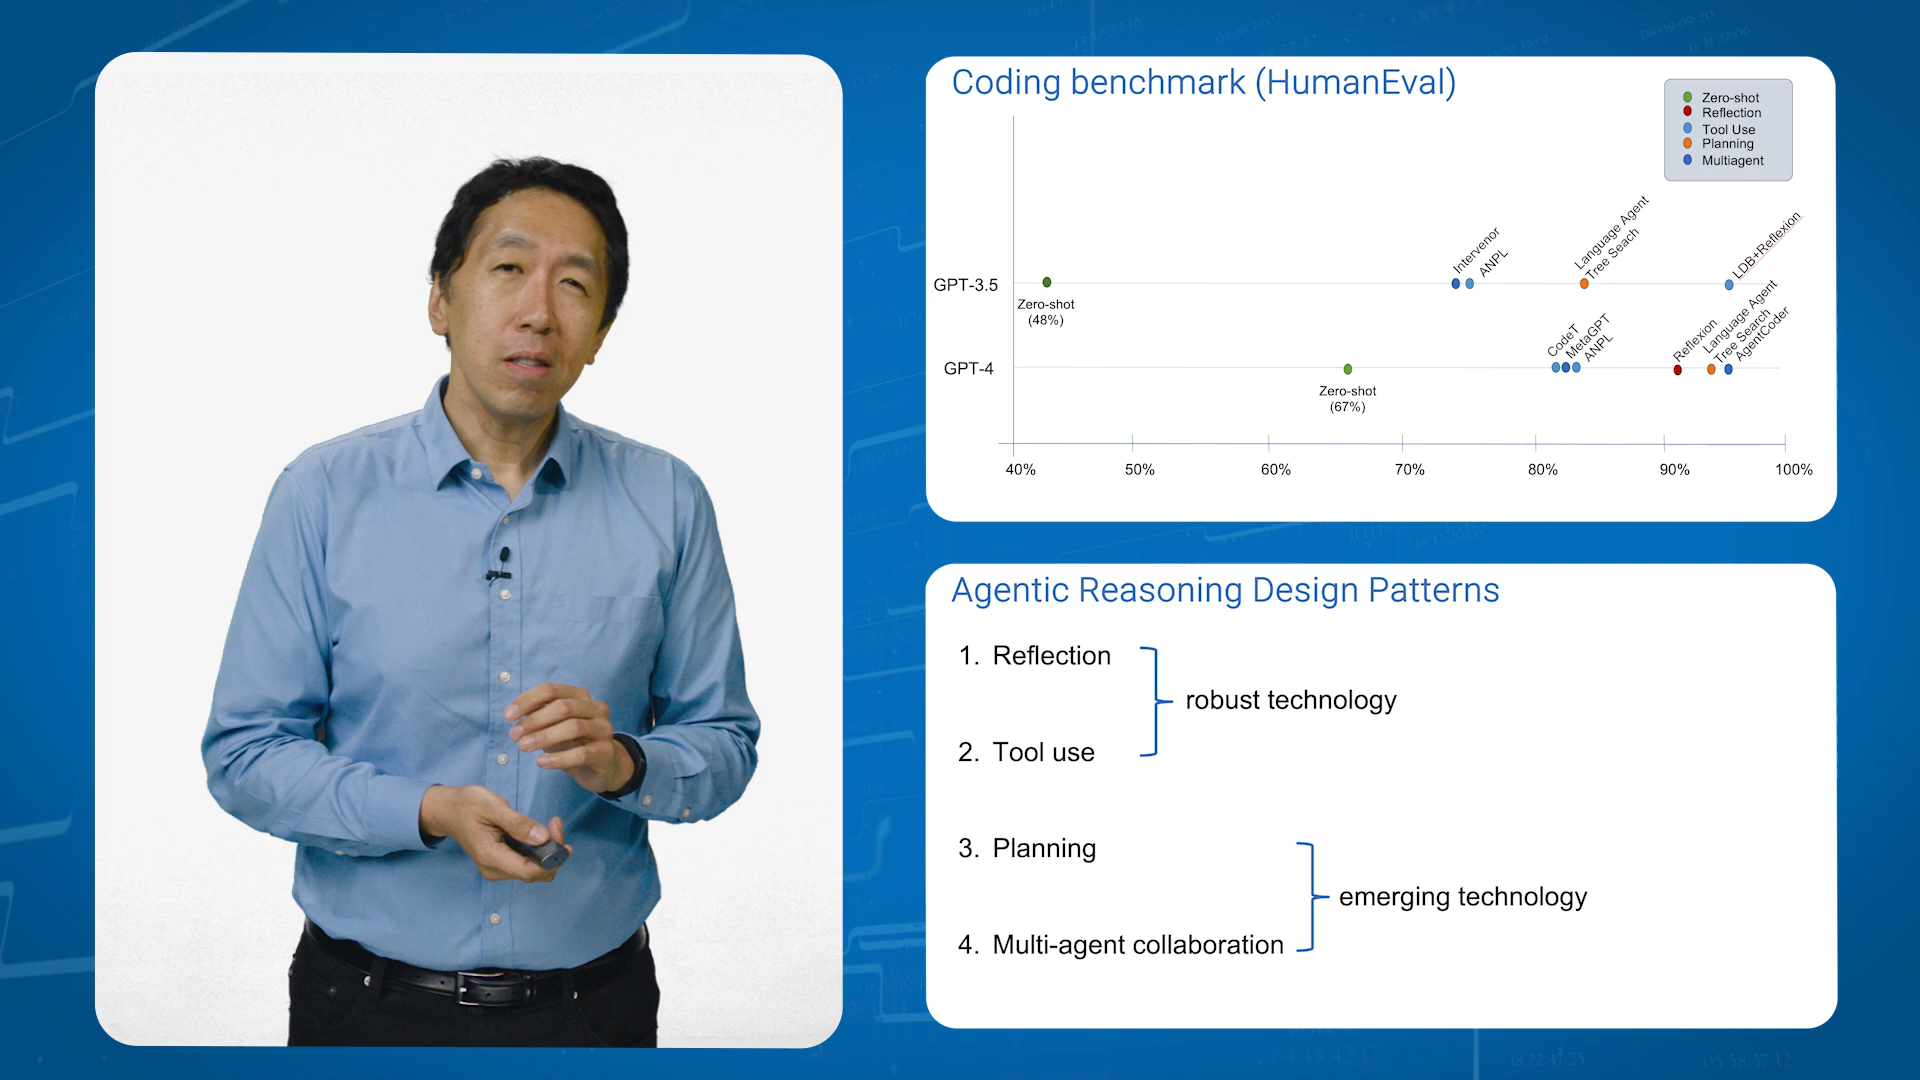 Coding benchmark (HumanEval)
Zero-shot
Reflection
Tool Use
Planning
Multiagent
GPT-3.5
Zero-shot
(48%)
Intervenor
ANPL
Language Agent
Tree Seach
LDB+Reflexion
GPT-4
Zero-shot
(67%)
CodeT
MetaGPT
ANPL
Reflexion
Language Agent
Tree Search
AgentCoder
40% 50% 60% 70% 80% 90% 100%
Agentic Reasoning Design Patterns
1. Reflection
robust technology
2. Tool use
3. Planning
emerging technology
4. Multi-agent collaboration